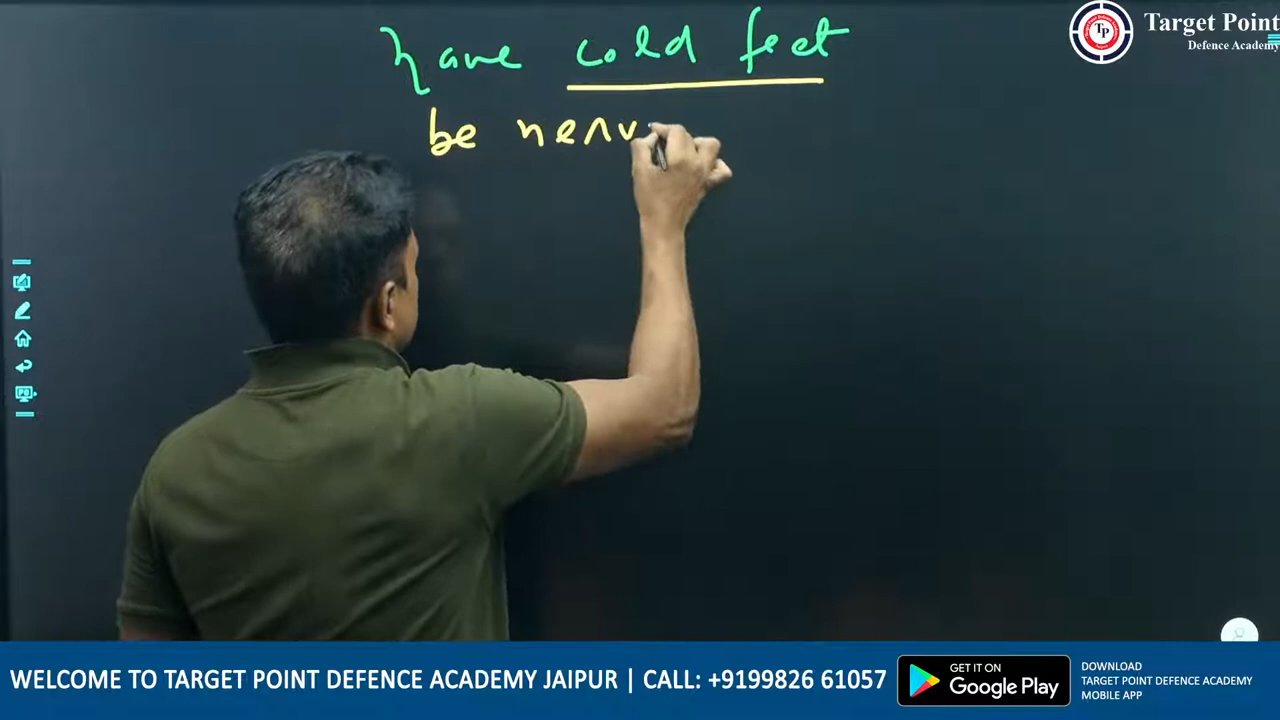 have cold feet
be nerv
TP
Target Point
Defence Academy
WELCOME TO TARGET POINT DEFENCE ACADEMY JAIPUR | CALL: +9199826 61057
GET IT ON
Google Play
DOWNLOAD
TARGET POINT DEFENCE ACADEMY
MOBILE APP